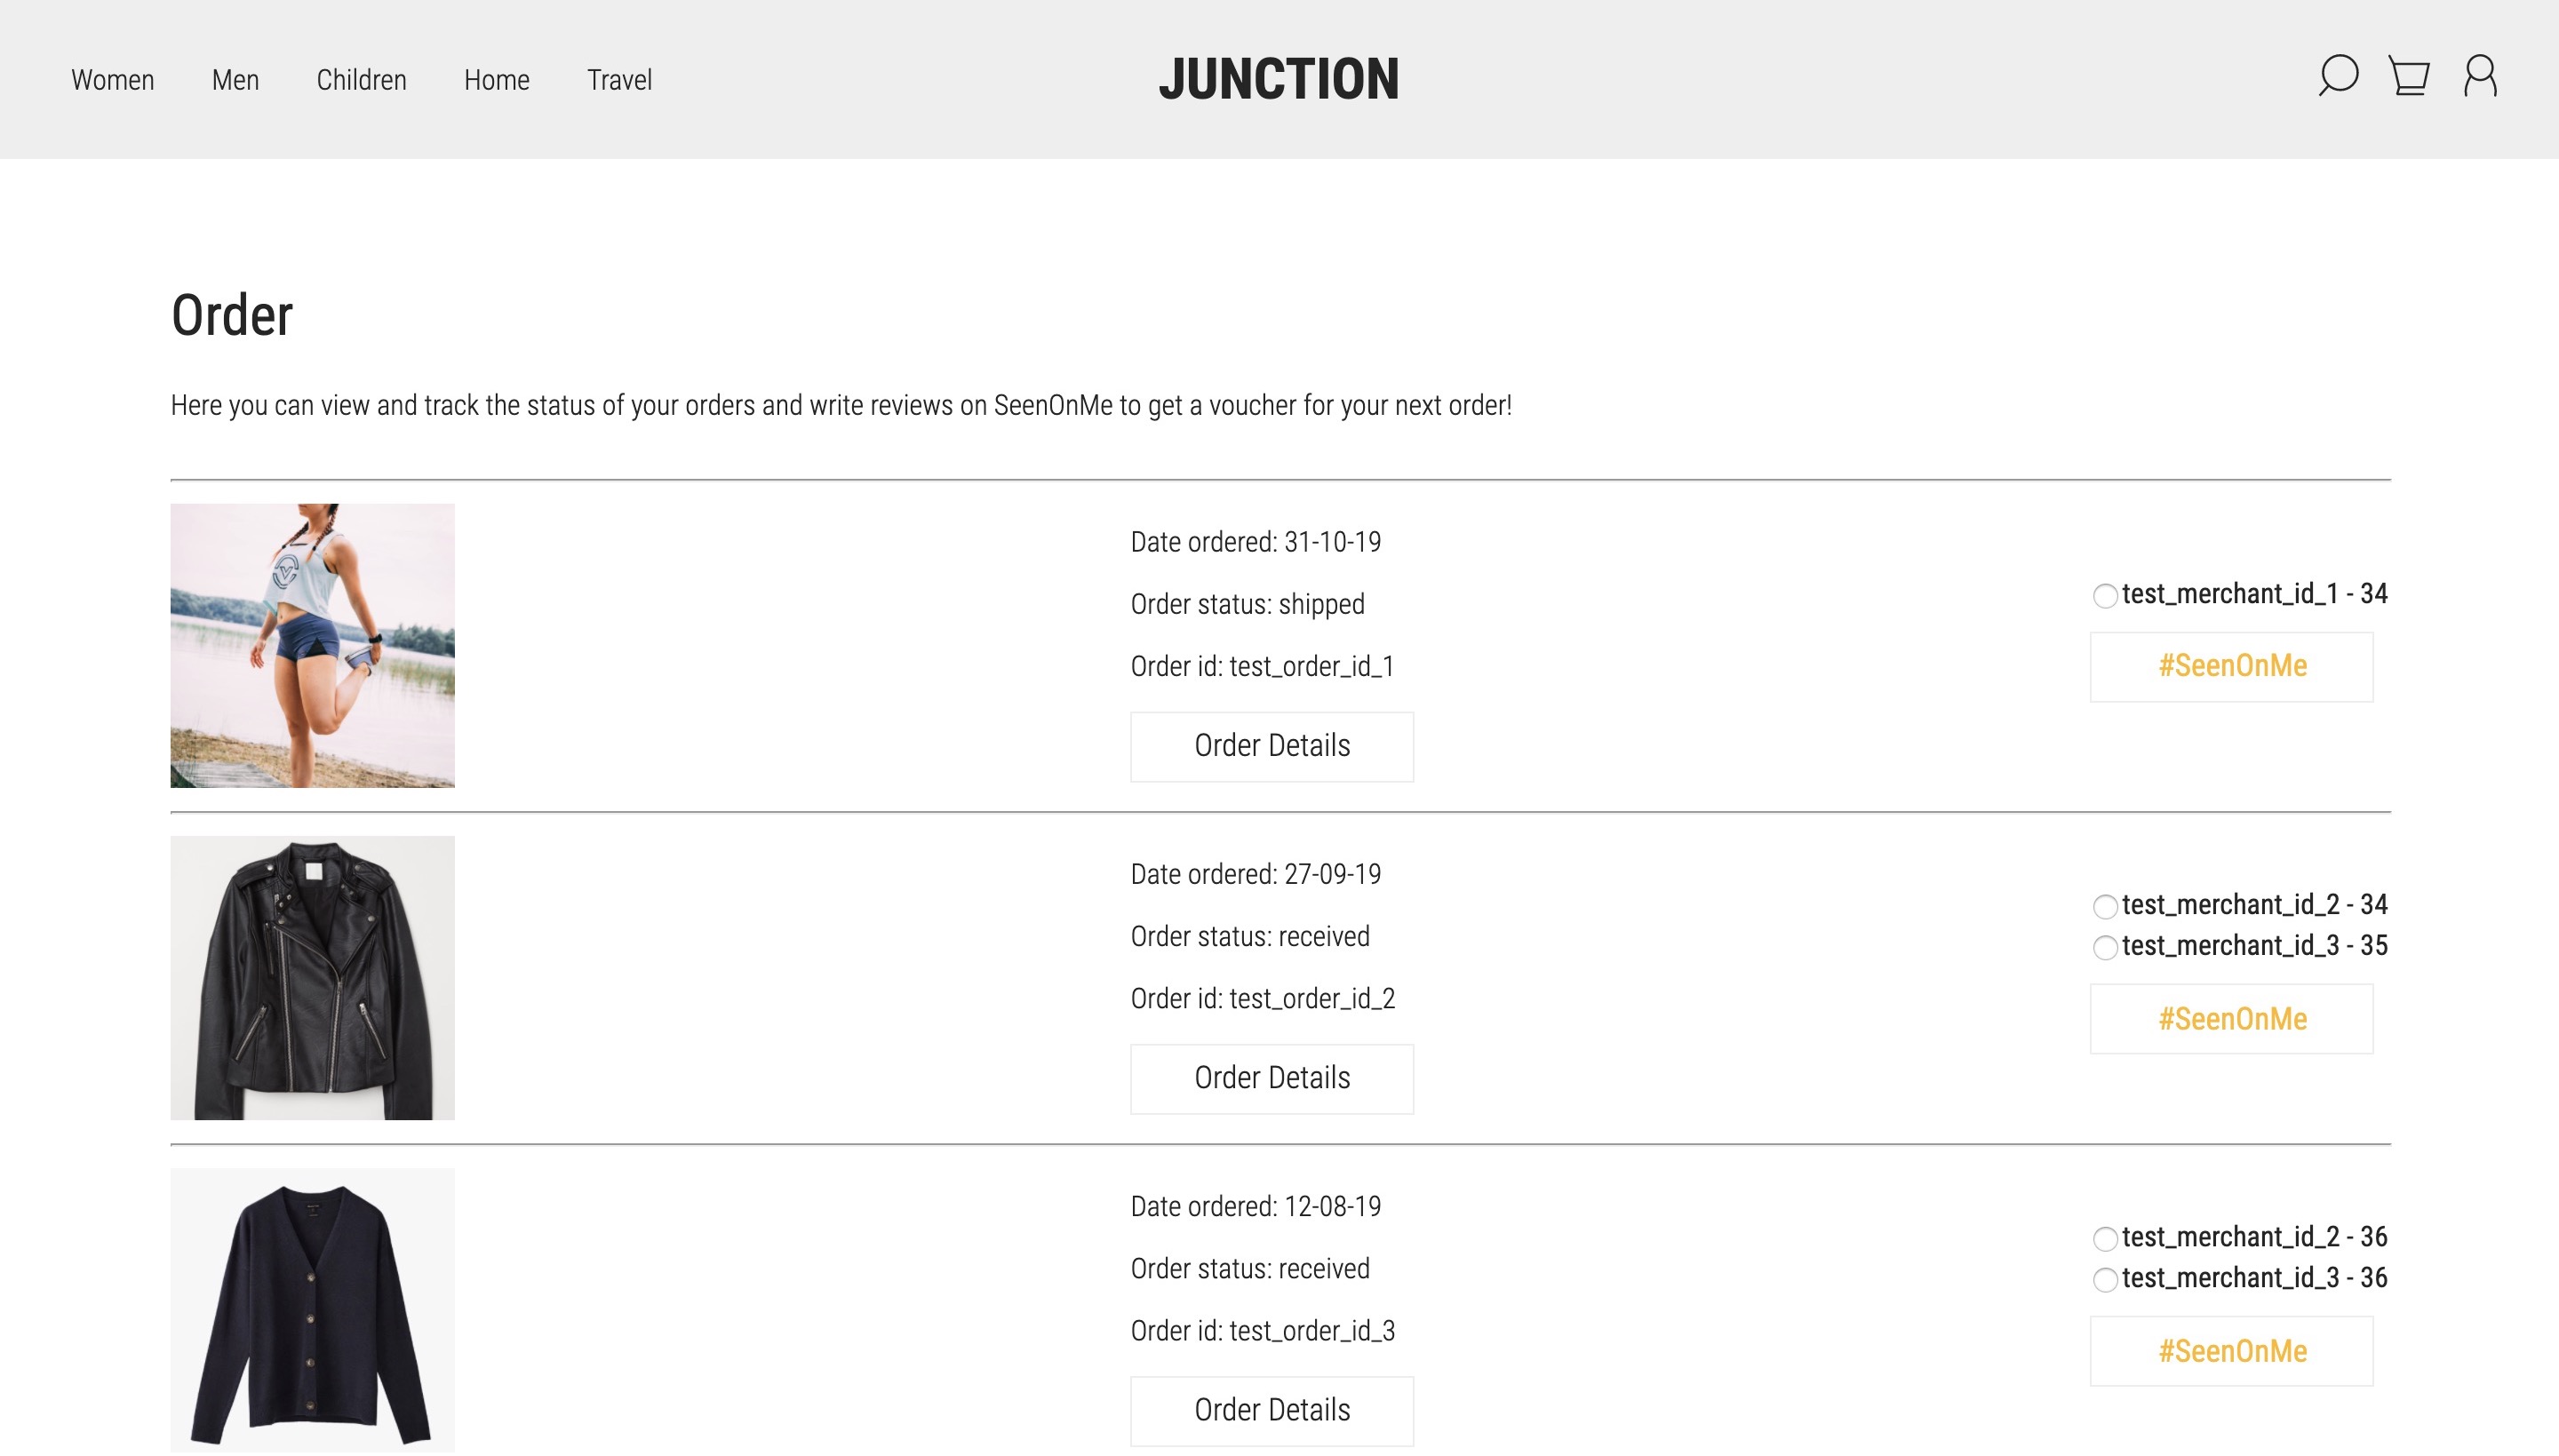 Women Men Children Home Travel
JUNCTION
Order
Here you can view and track the status of your orders and write reviews on SeenOnMe to get a voucher for your next order!
Date ordered: 31-10-19
Order status: shipped
Order id: test_order_id_1
Order Details
test_merchant_id_1 - 34
#SeenOnMe
Date ordered: 27-09-19
Order status: received
Order id: test_order_id_2
Order Details
test_merchant_id_2 - 34
test_merchant_id_3 - 35
#SeenOnMe
Date ordered: 12-08-19
Order status: received
Order id: test_order_id_3
Order Details
test_merchant_id_2 - 36
test_merchant_id_3 - 36
#SeenOnMe